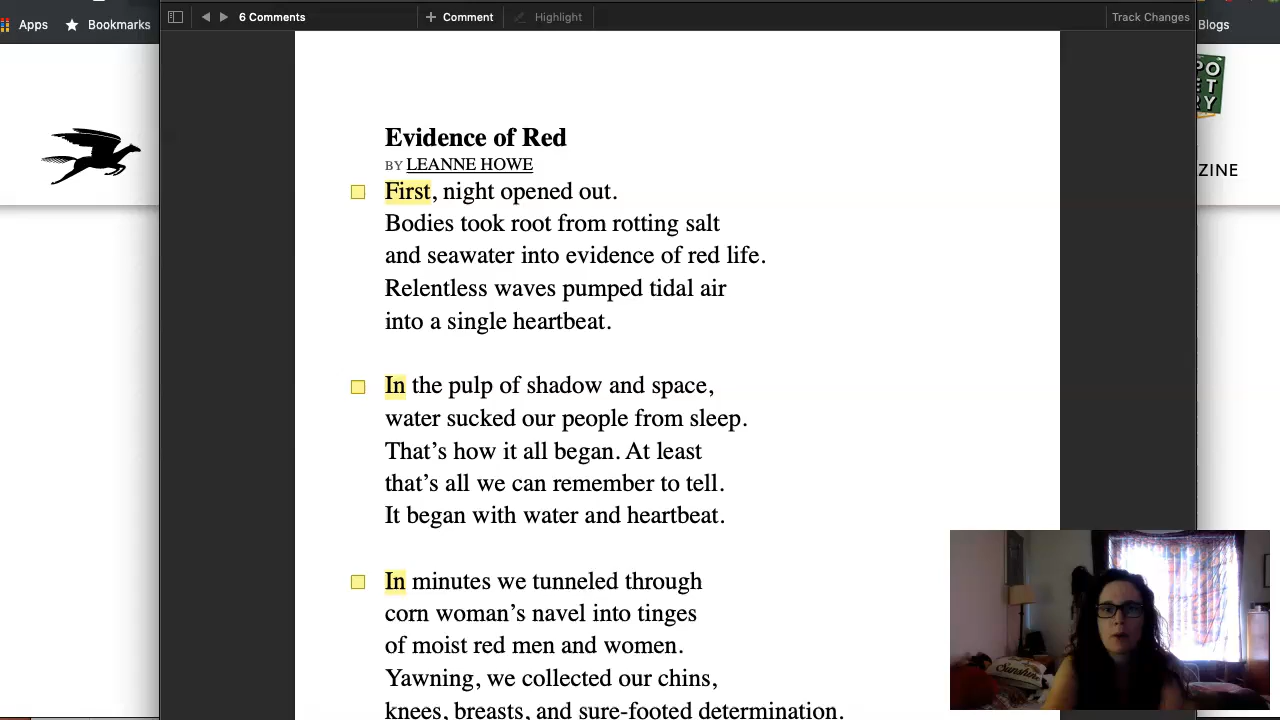 6 Comments
Comment
Highlight
Track Changes
Apps
Bookmarks
Blogs
PO
ET
RY
ZINE
Evidence of Red
BY LEANNE HOWE
First, night opened out.
Bodies took root from rotting salt
and seawater into evidence of red life.
Relentless waves pumped tidal air
into a single heartbeat.
In the pulp of shadow and space,
water sucked our people from sleep.
That’s how it all began. At least
that’s all we can remember to tell.
It began with water and heartbeat.
In minutes we tunneled through
corn woman’s navel into tinges
of moist red men and women.
Yawning, we collected our chins,
knees, breasts, and sure-footed determination.
Sunshine